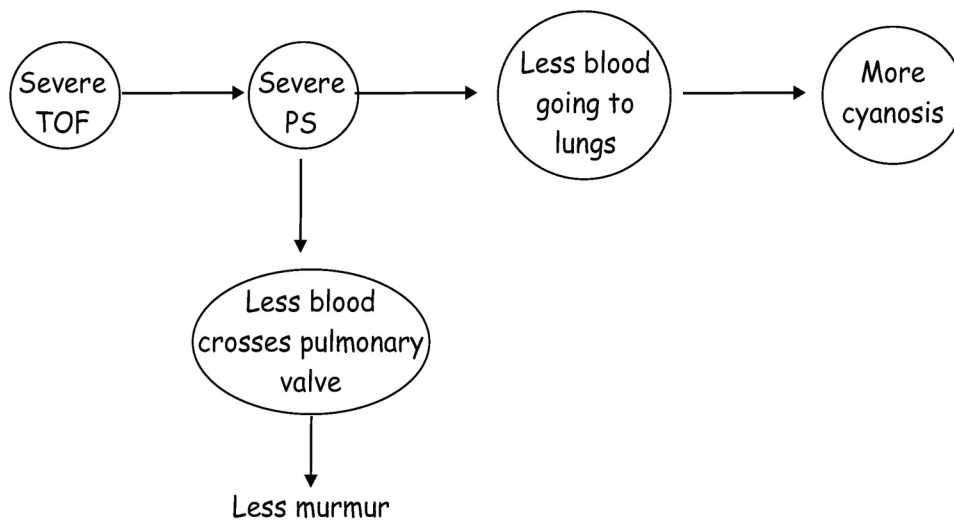 Severe
TOF
Severe
PS
Less blood
going to
lungs
More
cyanosis
Less blood
crosses pulmonary
valve
Less murmur